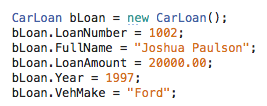 CarLoan bLoan = new CarLoan();
bLoan.LoanNumber = 1002;
bLoan.FullName = "Joshua Paulson";
bLoan.LoanAmount = 20000.00;
bLoan.Year = 1997;
bLoan.VehMake = "Ford";